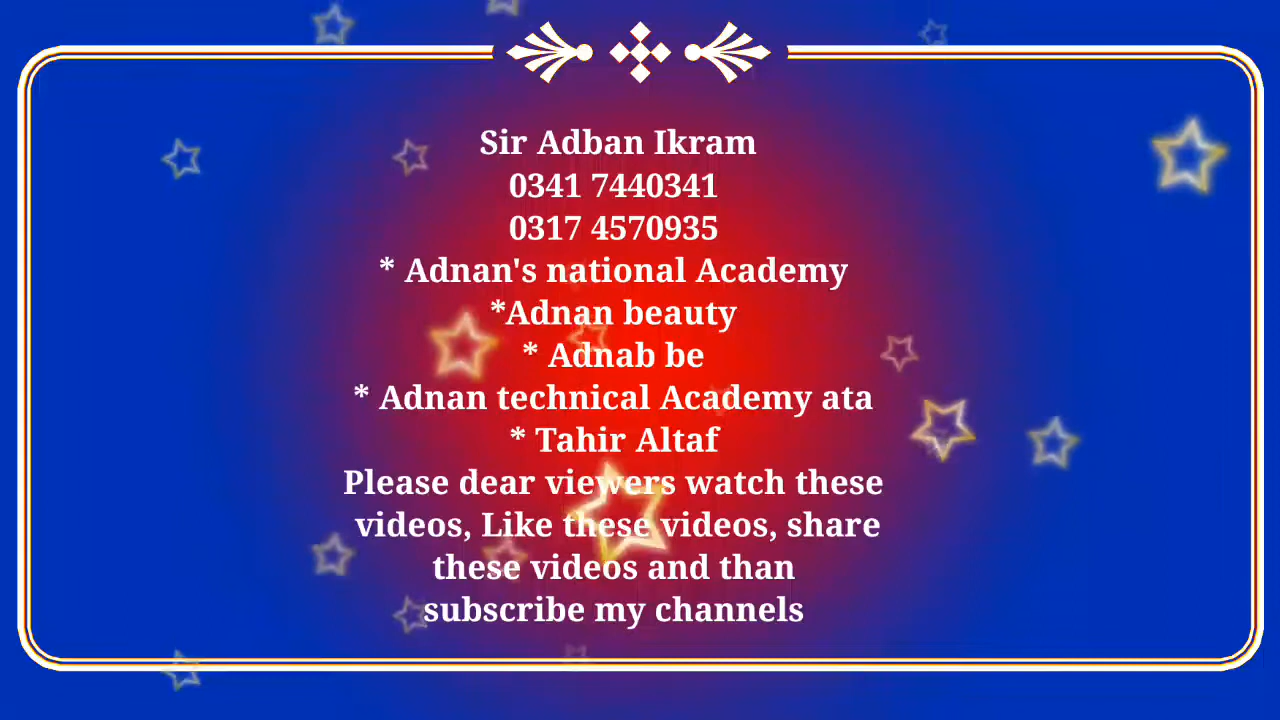 Sir Adban Ikram
0341 7440341
0317 4570935
* Adnan's national Academy
*Adnan beauty
* Adnab be
* Adnan technical Academy ata
* Tahir Altaf
Please dear viewers watch these
videos, Like these videos, share
these videos and than
subscribe my channels